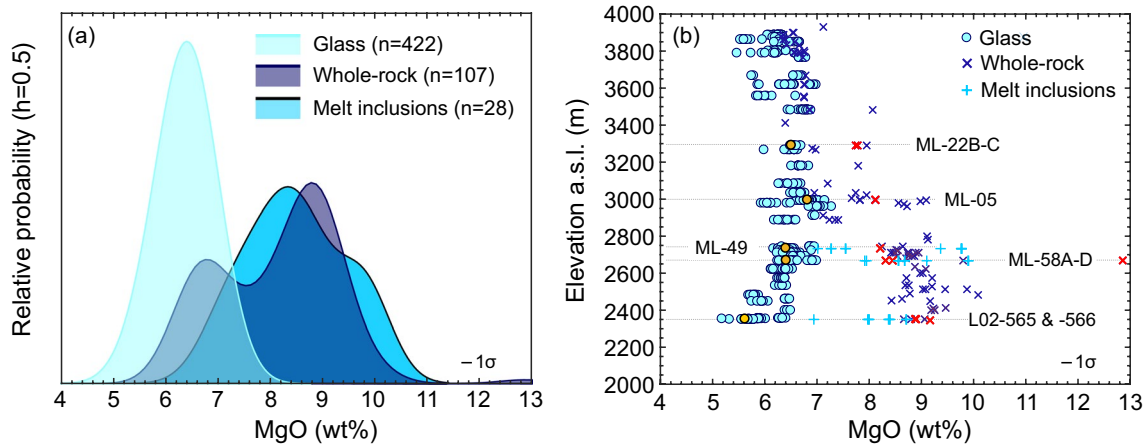 (a)
Glass (n=422)
Whole-rock (n=107)
Melt inclusions (n=28)
Relative probability (h=0.5)
– 1σ
4 5 6 7 8 9 10 11 12 13
MgO (wt%)
(b)
Glass
Whole-rock
Melt inclusions
Elevation a.s.l. (m)
4000
3800
3600
3400
3200
3000
2800
2600
2400
2200
2000
ML-22B-C
ML-05
ML-49
ML-58A-D
L02-565 & -566
– 1σ
4 5 6 7 8 9 10 11 12 13
MgO (wt%)